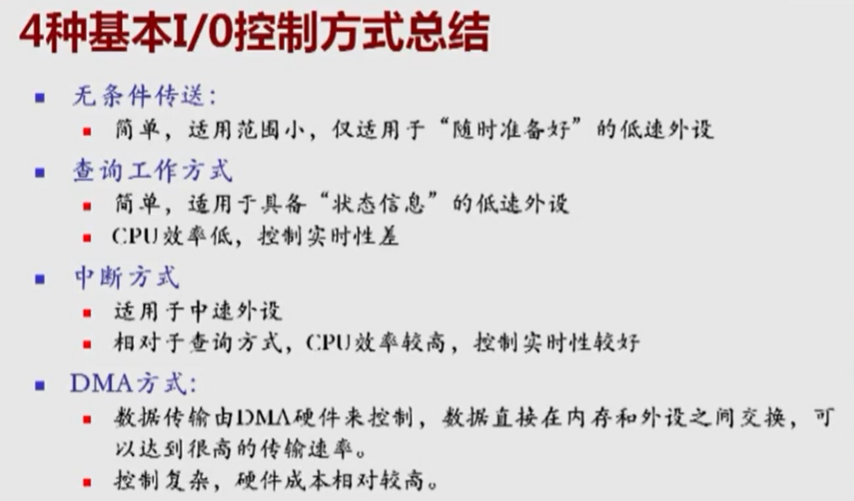 4种基本I/0控制方式总结
无条件传送:
简单，适用范围小，仅适用于“随时准备好”的低速外设
查询工作方式
简单，适用于具备“状态信息”的低速外设
CPU效率低，控制实时性差
中断方式
适用于中速外设
相对于查询方式，CPU效率较高，控制实时性较好
DMA方式:
数据传输由DMA硬件来控制，数据直接在内存和外设之间交换，可
以达到很高的传输速率。
控制复杂，硬件成本相对较高。